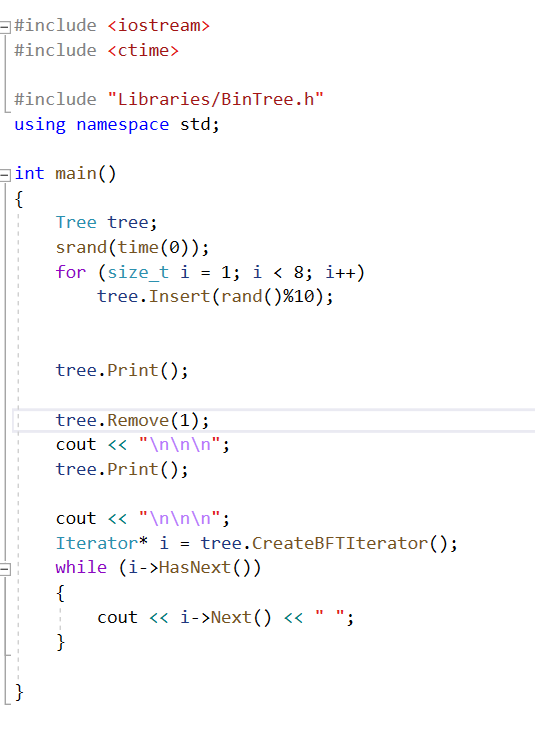 #include <iostream>
#include <ctime>
#include "Libraries/BinTree.h"
using namespace std;
int main()
{
    Tree tree;
    srand(time(0));
    for (size_t i = 1; i < 8; i++)
        tree.Insert(rand()%10);
    tree.Print();
    tree.Remove(1);
    cout << "\n\n\n";
    tree.Print();
    cout << "\n\n\n";
    Iterator* i = tree.CreateBFTIterator();
    while (i->HasNext())
    {
        cout << i->Next() << " ";
    }
}